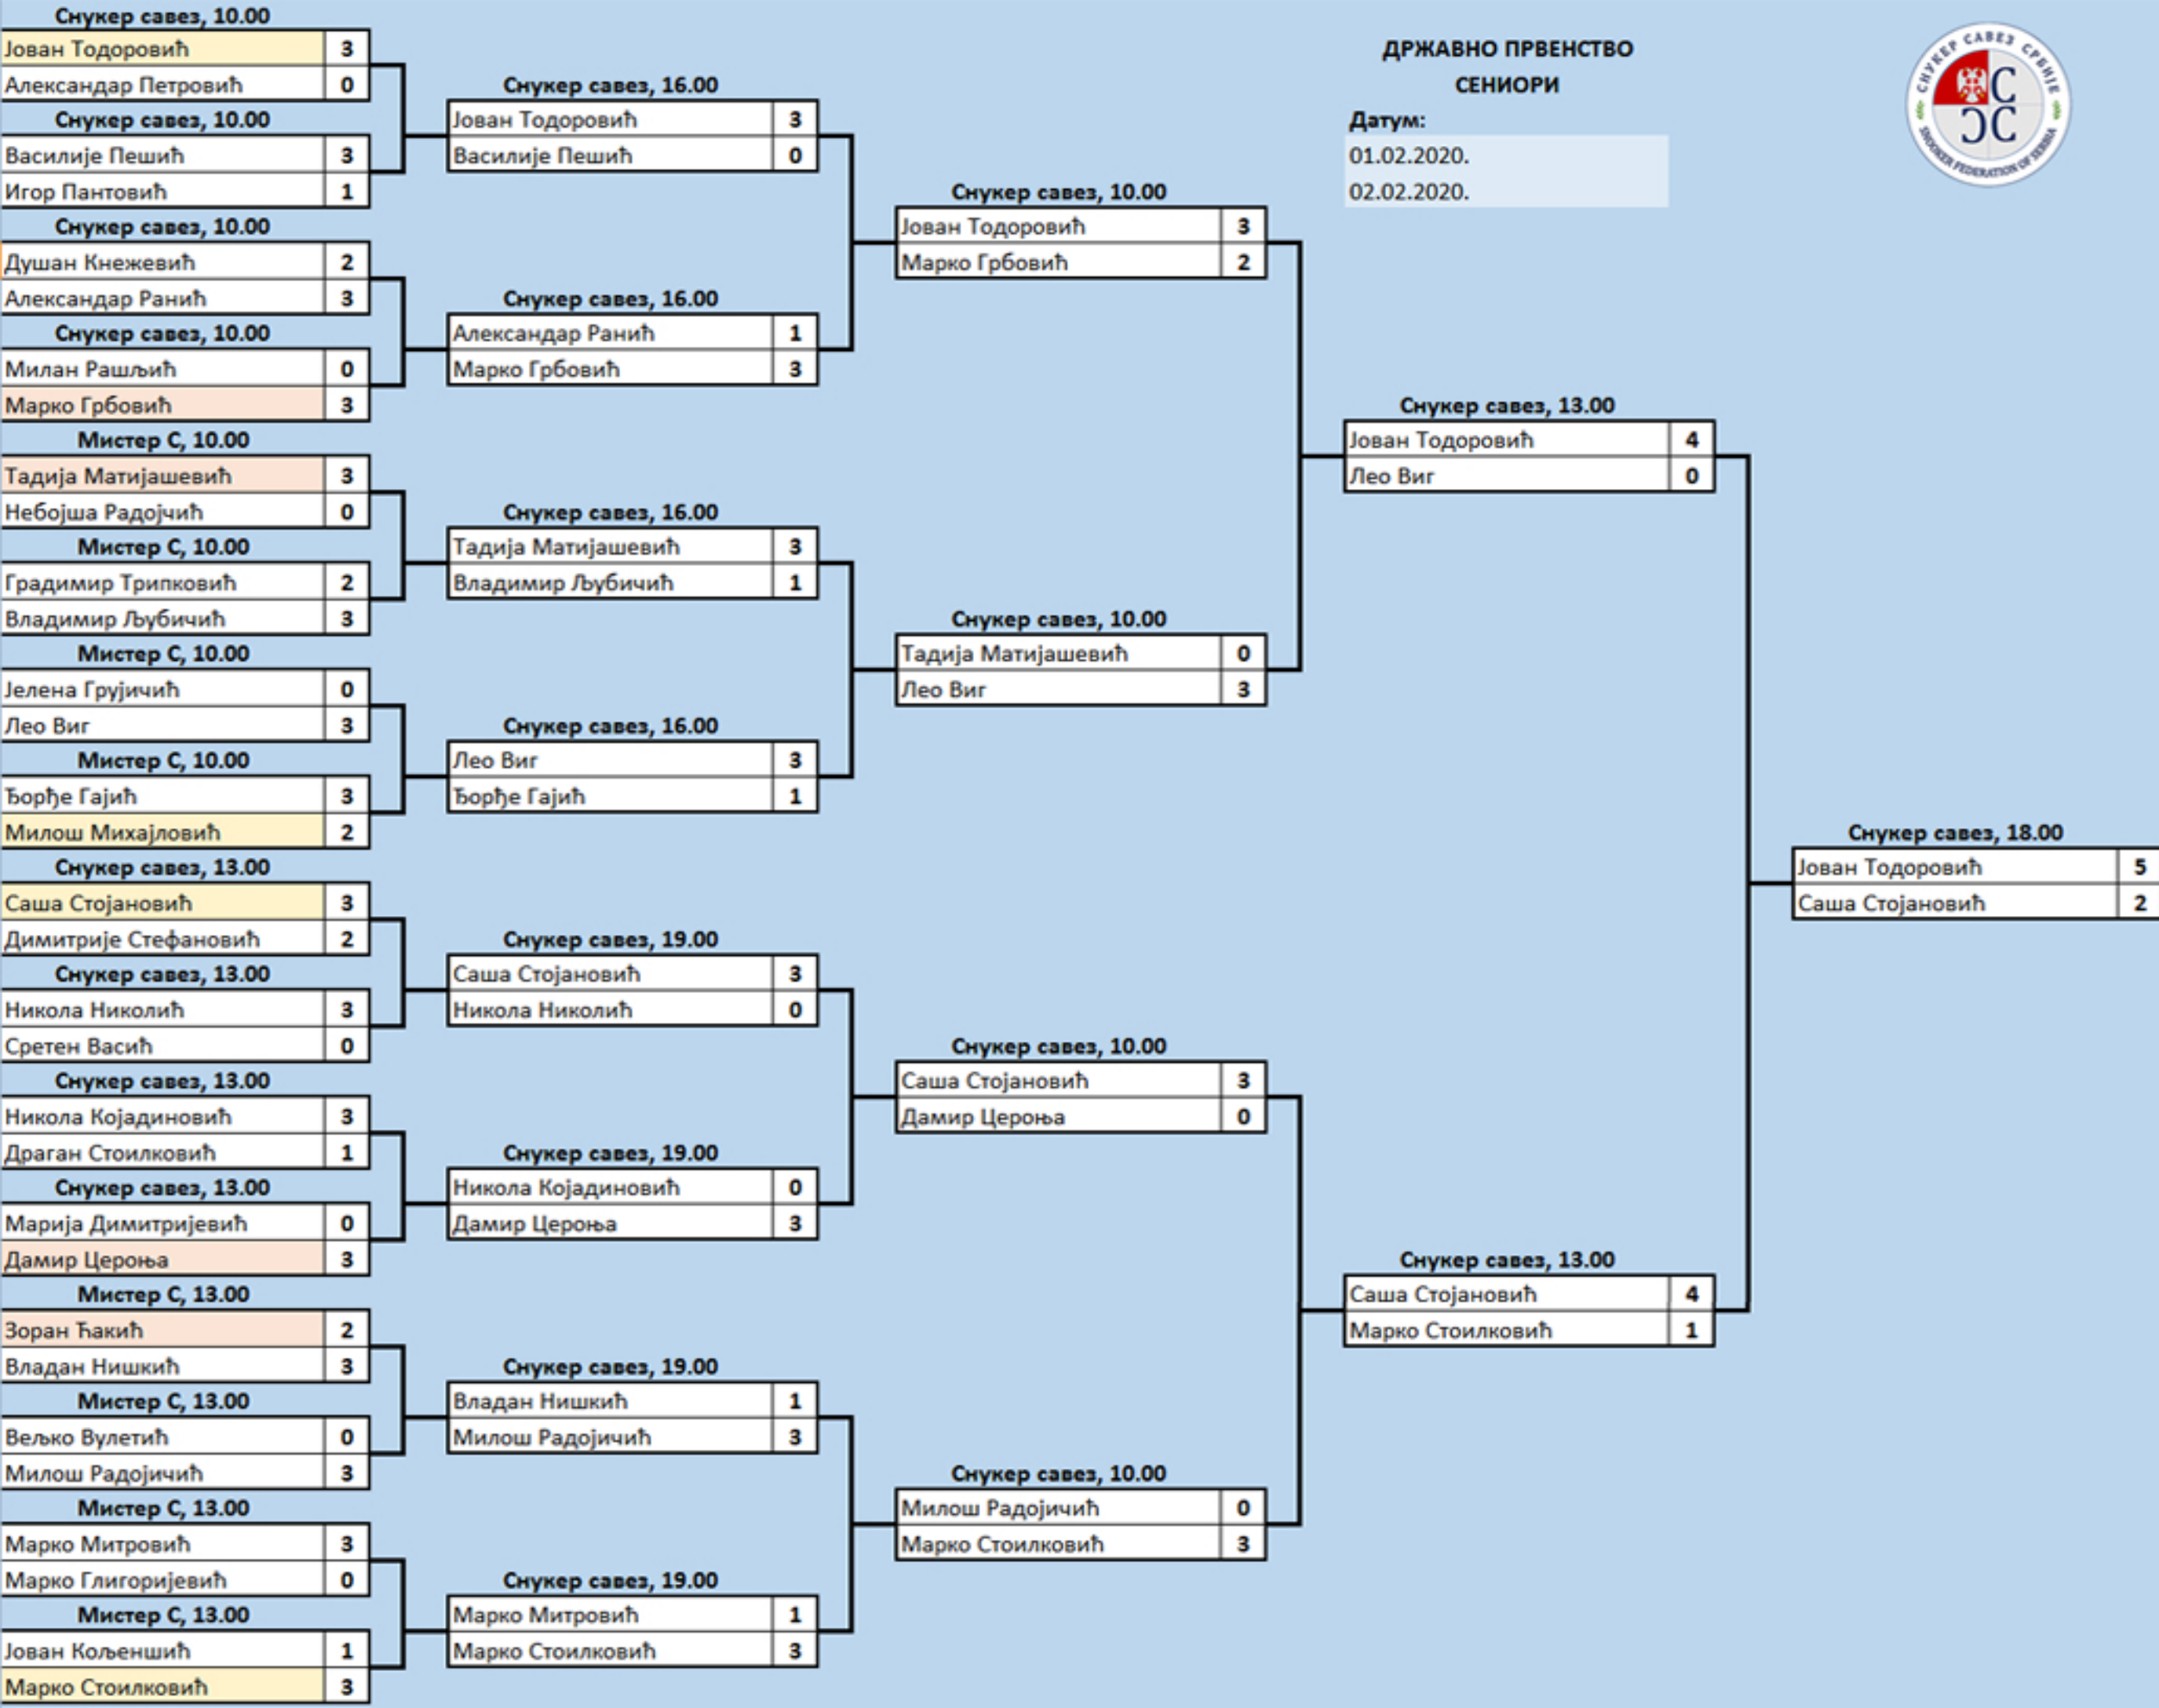 Снукер савез, 10.00
Јован Тодоровић 3
Александар Петровић 0
Снукер савез, 10.00
Василије Пешић 3
Игор Пантовић 1
Снукер савез, 10.00
Душан Кнежевић 2
Александар Ранић 3
Снукер савез, 10.00
Милан Рашљић 0
Марко Грбовић 3
Мистер С, 10.00
Тадија Матијашевић 3
Небојша Радојчић 0
Мистер С, 10.00
Градимир Трипковић 2
Владимир Љубичић 3
Мистер С, 10.00
Јелена Грујичић 0
Лео Виг 3
Мистер С, 10.00
Ђорђе Гајић 3
Милош Михајловић 2
Снукер савез, 13.00
Саша Стојановић 3
Димитрије Стефановић 2
Снукер савез, 13.00
Никола Николић 3
Сретен Васић 0
Снукер савез, 13.00
Никола Којадиновић 3
Драган Стоилковић 1
Снукер савез, 13.00
Марија Димитријевић 0
Дамир Цероња 3
Мистер С, 13.00
Зоран Ћакић 2
Владан Нишкић 3
Мистер С, 13.00
Вељко Вулетић 0
Милош Радојичић 3
Мистер С, 13.00
Марко Митровић 3
Марко Глигоријевић 0
Мистер С, 13.00
Јован Кољеншић 1
Марко Стоилковић 3
Снукер савез, 16.00
Јован Тодоровић 3
Василије Пешић 0
Снукер савез, 16.00
Александар Ранић 1
Марко Грбовић 3
Снукер савез, 16.00
Тадија Матијашевић 3
Владимир Љубичић 1
Снукер савез, 16.00
Лео Виг 3
Ђорђе Гајић 1
Снукер савез, 19.00
Саша Стојановић 3
Никола Николић 0
Снукер савез, 19.00
Никола Којадиновић 0
Дамир Цероња 3
Снукер савез, 19.00
Владан Нишкић 1
Милош Радојичић 3
Снукер савез, 19.00
Марко Митровић 1
Марко Стоилковић 3
Снукер савез, 10.00
Јован Тодоровић 3
Марко Грбовић 2
Снукер савез, 10.00
Тадија Матијашевић 0
Лео Виг 3
Снукер савез, 10.00
Саша Стојановић 3
Дамир Цероња 0
Снукер савез, 10.00
Милош Радојичић 0
Марко Стоилковић 3
ДРЖАВНО ПРВЕНСТВО
СЕНИОРИ
Датум:
01.02.2020.
02.02.2020.
Снукер савез, 13.00
Јован Тодоровић 4
Лео Виг 0
Снукер савез, 13.00
Саша Стојановић 4
Марко Стоилковић 1
СНУКЕР САВЕЗ СРБИЈЕ
С
Ɔ С
SNOOKER FEDERATION OF SERBIA
Снукер савез, 18.00
Јован Тодоровић 5
Саша Стојановић 2